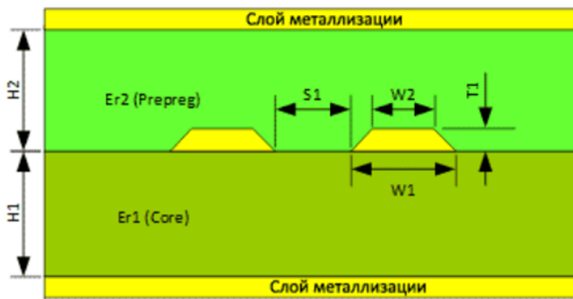 Слой металлизации
H2
Er2 (Prepreg)
S1
W2
T1
H1
W1
Er1 (Core)
Слой металлизации